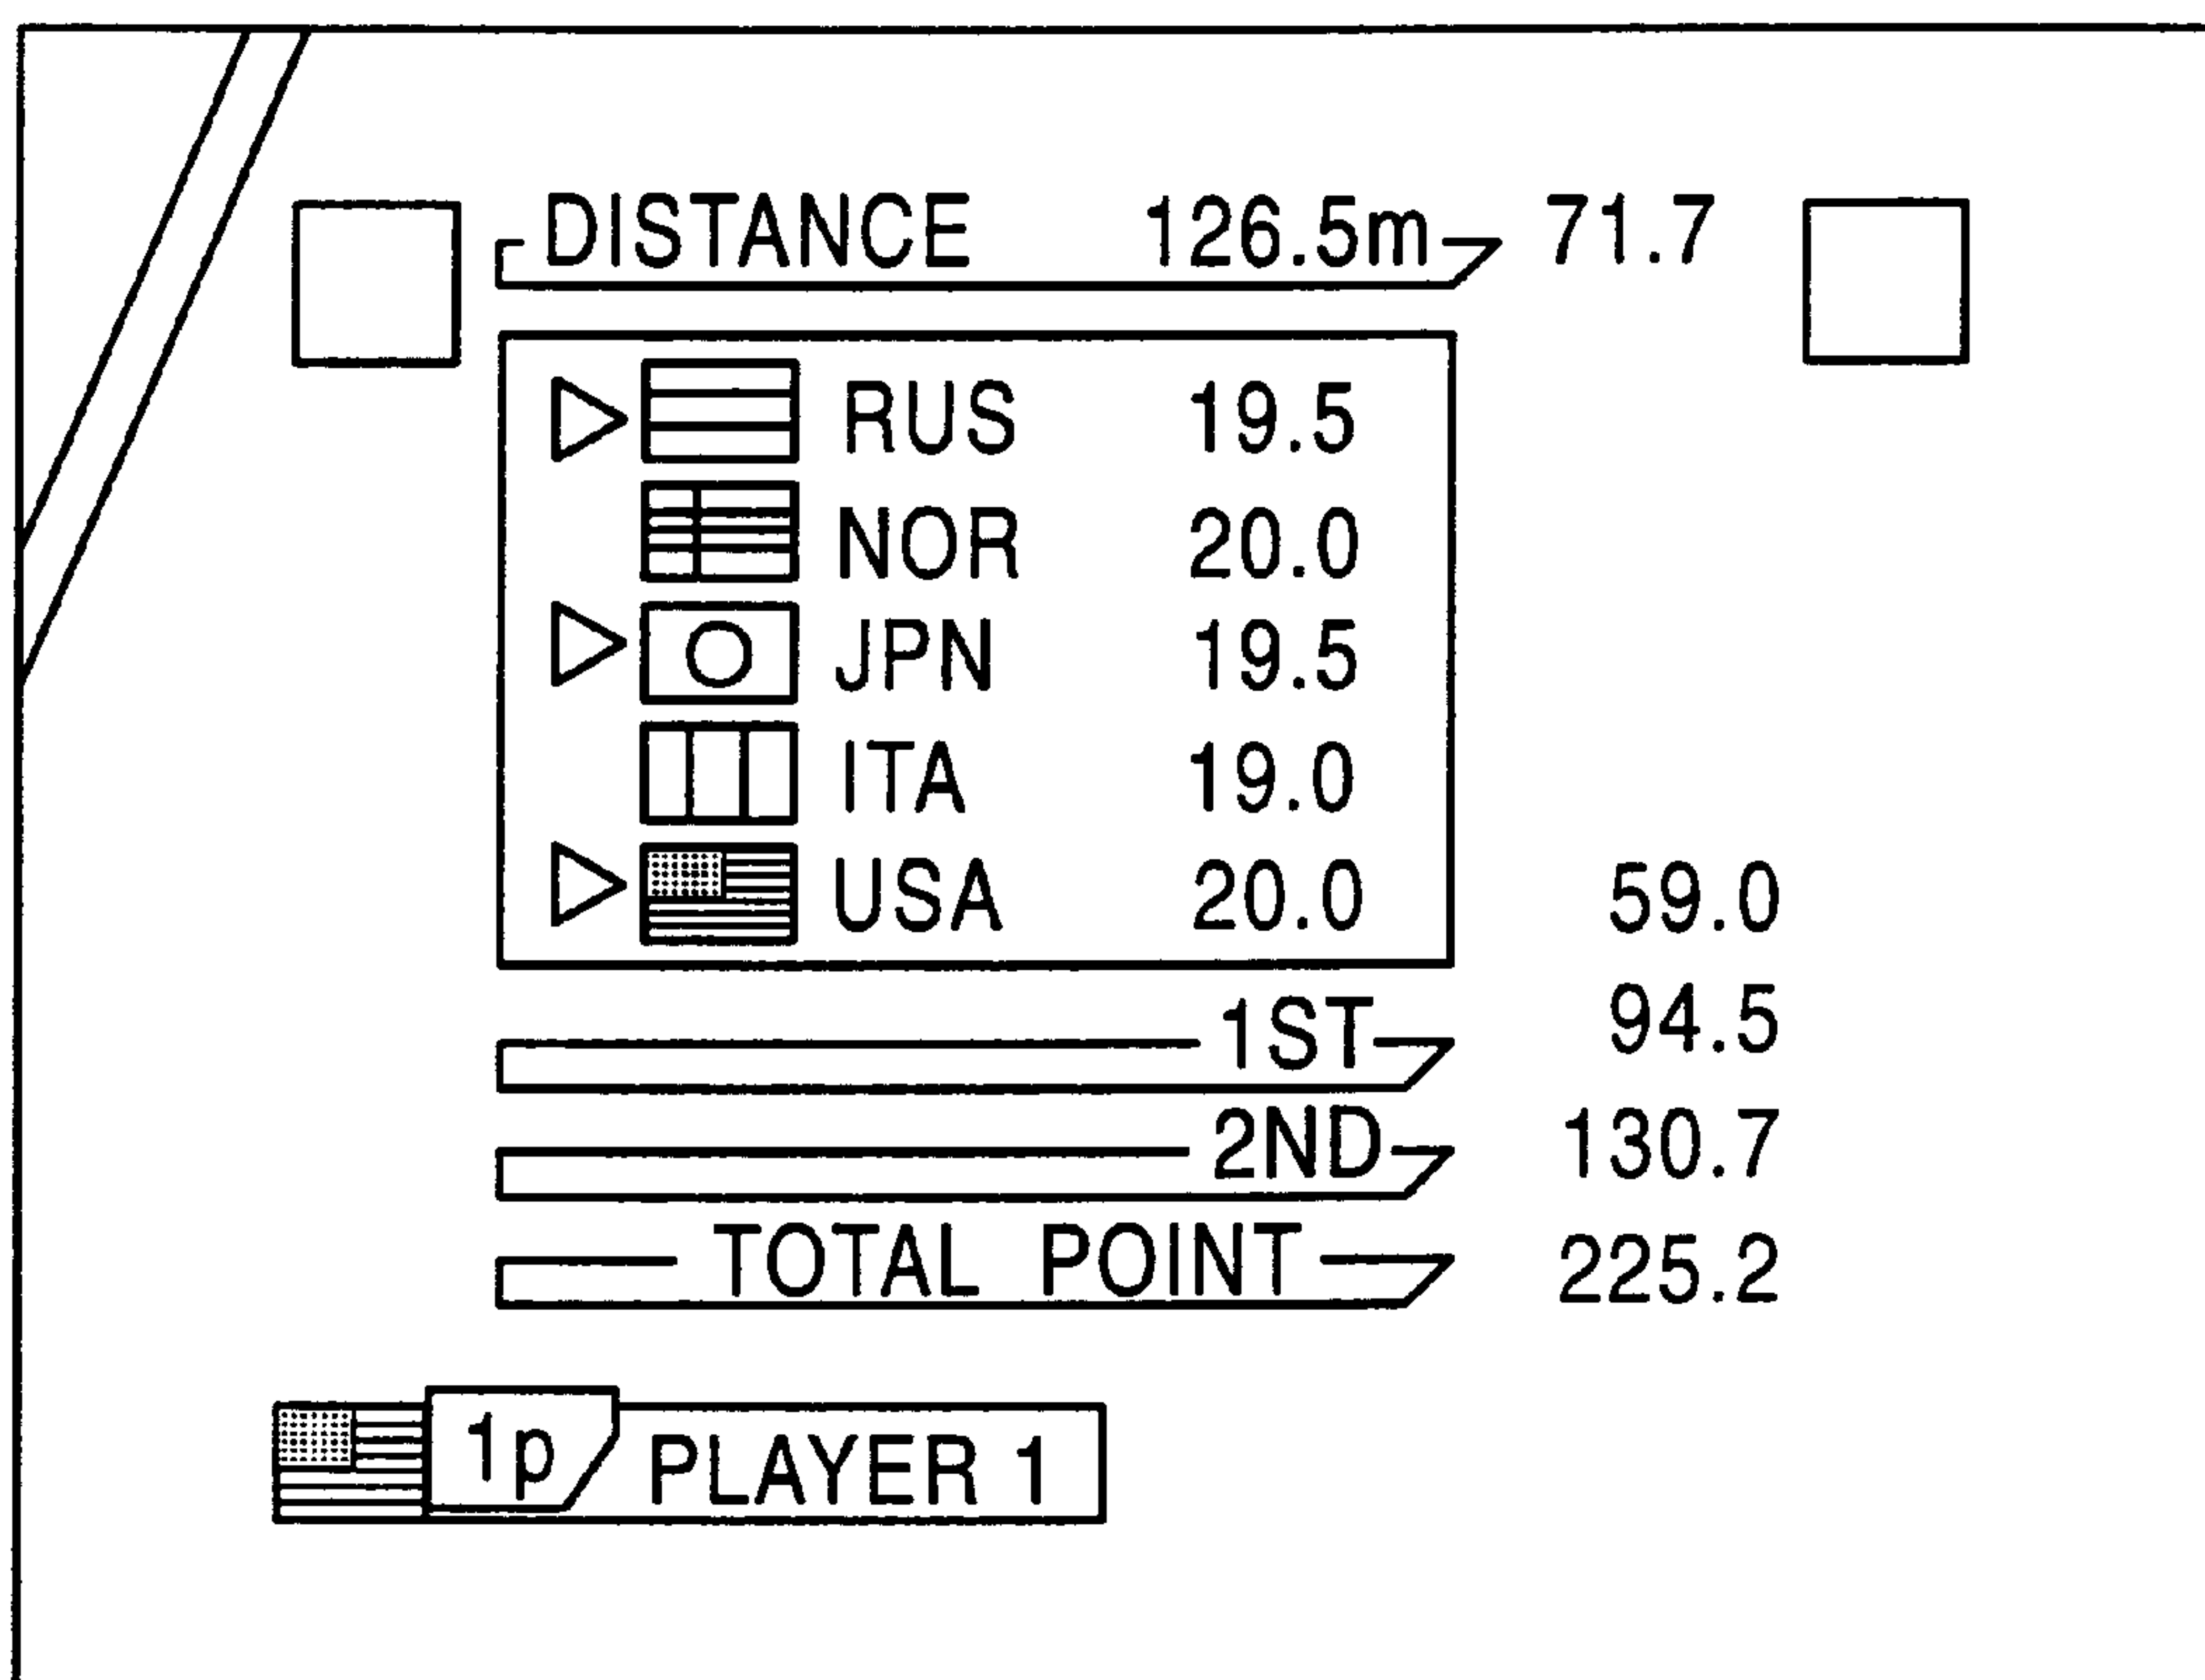 DISTANCE 126.5m 71.7
RUS 19.5
NOR 20.0
JPN 19.5
ITA 19.0
USA 20.0 59.0
1ST 94.5
2ND 130.7
TOTAL POINT 225.2
1p PLAYER 1